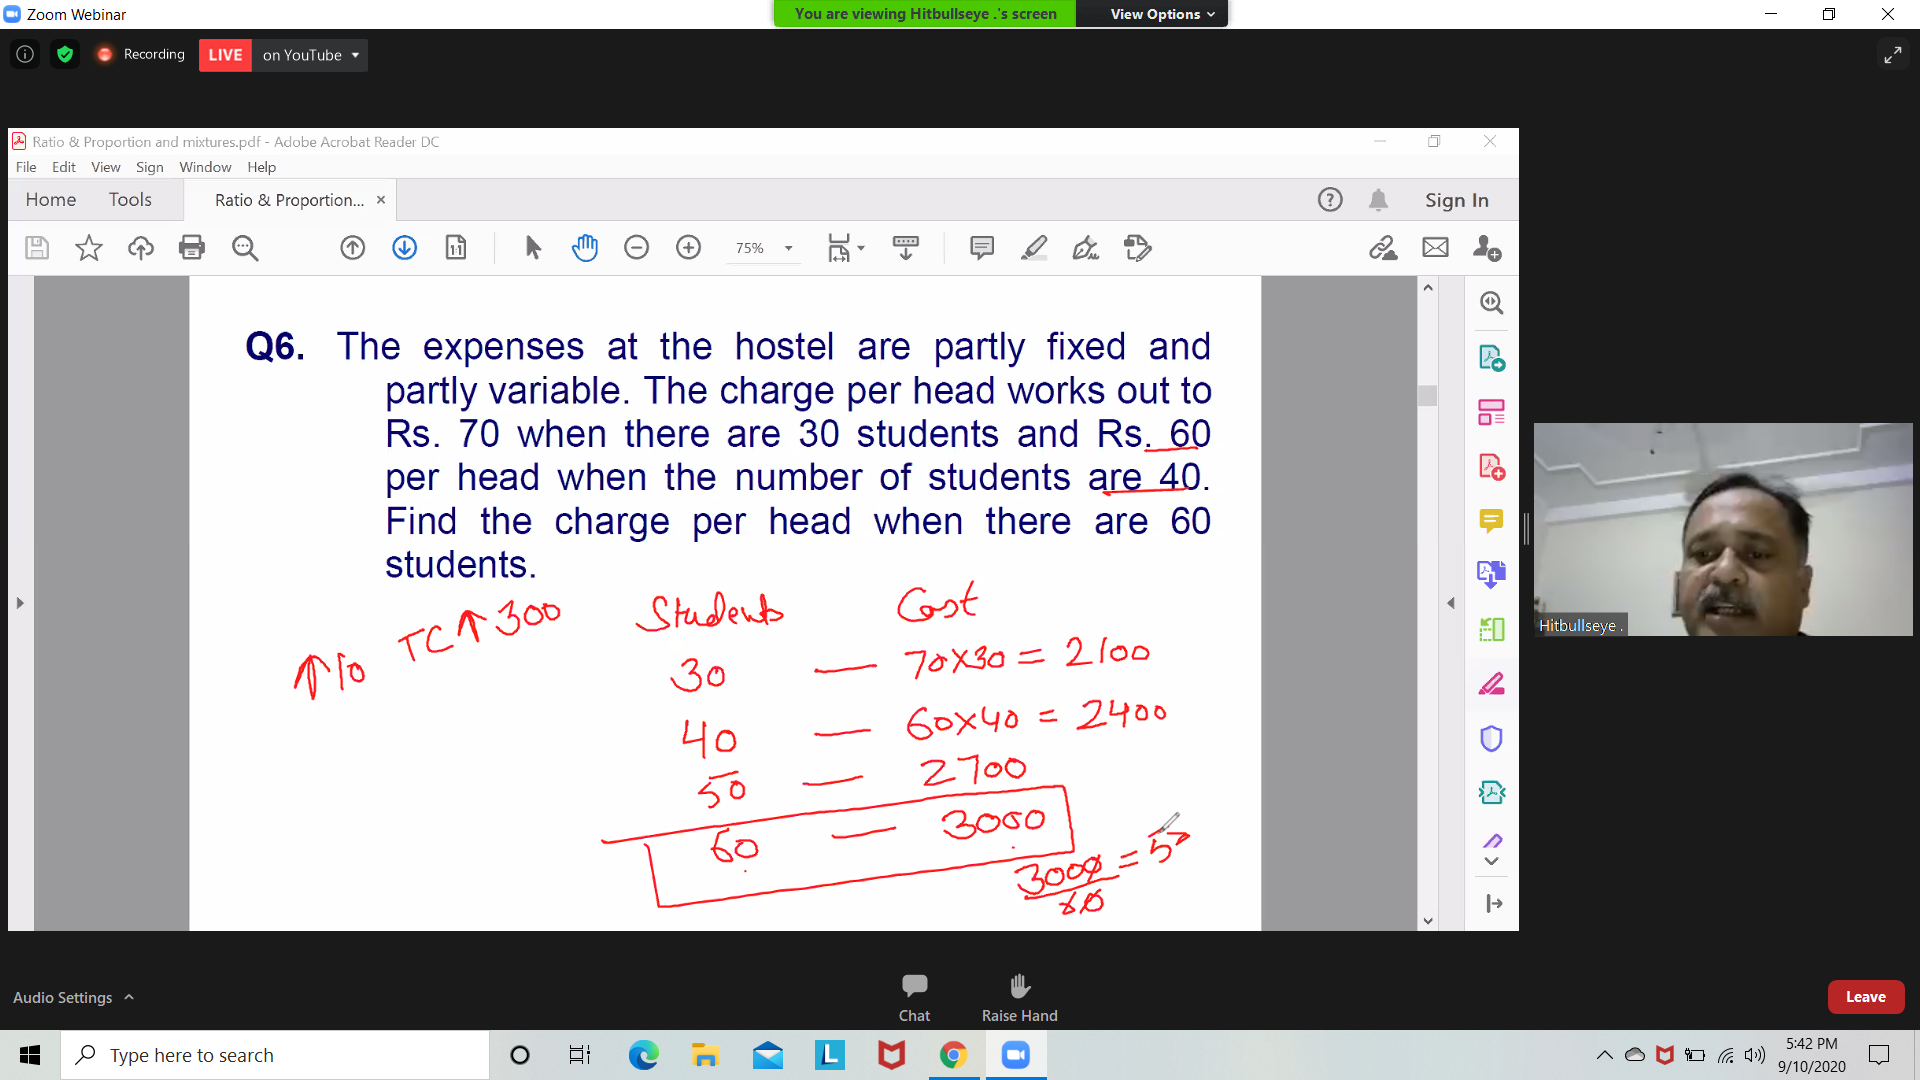 Zoom Webinar
You are viewing Hitbullseye .'s screen
View Options
Recording
LIVE
on YouTube
Ratio & Proportion and mixtures.pdf - Adobe Acrobat Reader DC
File Edit View Sign Window Help
Home Tools Ratio & Proportion... × Sign In
75%
Q6. The expenses at the hostel are partly fixed and
partly variable. The charge per head works out to
Rs. 70 when there are 30 students and Rs. 60
per head when the number of students are 40.
Find the charge per head when there are 60
students.
↑10 TC↑300
Students Cost
30 — 70×30 = 2100
40 — 60×40 = 2400
50 — 2700
60 — 3000
3000/60 = 50
Hitbullseye .
Audio Settings
Chat
Raise Hand
Leave
Type here to search
L
5:42 PM
9/10/2020